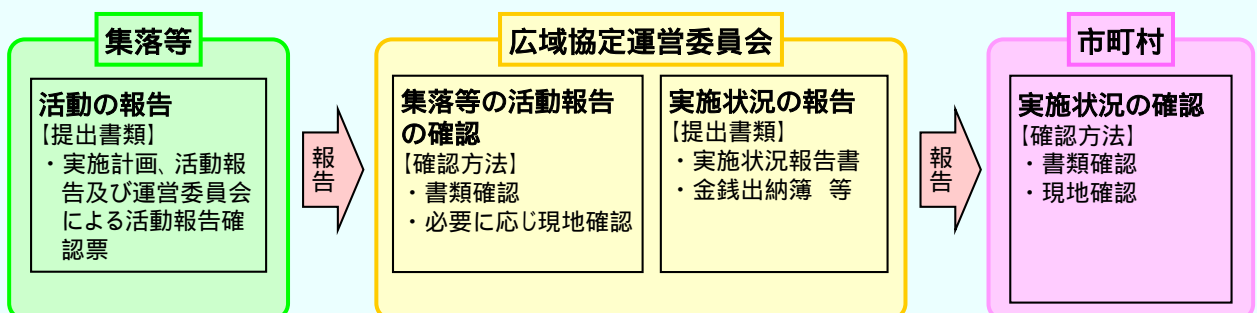 集落等
活動の報告
【提出書類】
・実施計画、活動報
告及び運営委員会
による活動報告確
認票
報告
広域協定運営委員会
集落等の活動報告
の確認
【確認方法】
・書類確認
・必要に応じ現地確認
実施状況の報告
【提出書類】
・実施状況報告書
・金銭出納簿 等
報告
市町村
実施状況の確認
【確認方法】
・書類確認
・現地確認